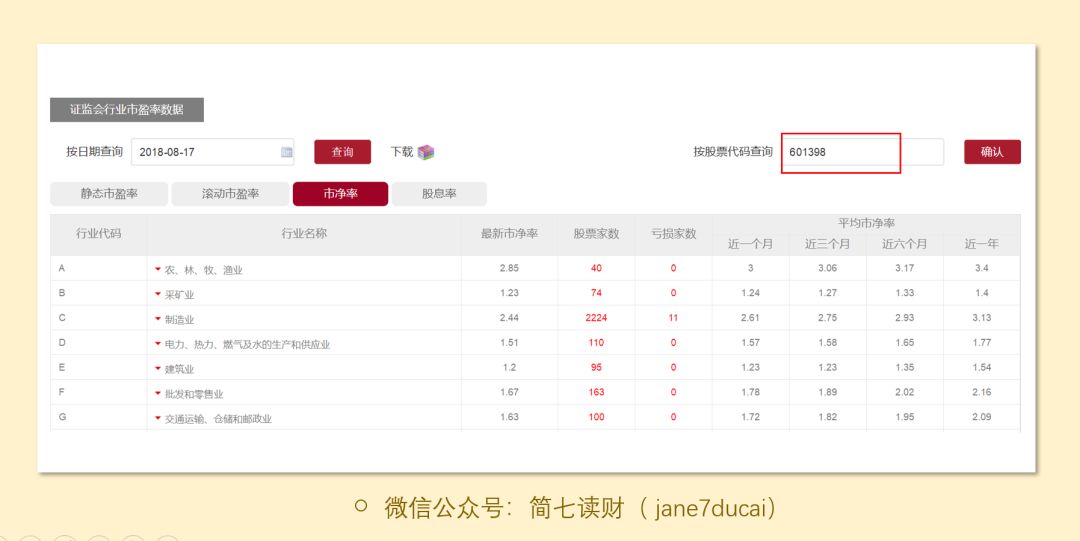 证监会行业市盈率数据
按日期查询 2018-08-17 查询 下载 按股票代码查询 601398 确认
静态市盈率 滚动市盈率 市净率 股息率
行业代码 行业名称 最新市净率 股票家数 亏损家数 平均市净率
近一个月 近三个月 近六个月 近一年
A 农、林、牧、渔业 2.85 40 0 3 3.06 3.17 3.4
B 采矿业 1.23 74 0 1.24 1.27 1.33 1.4
C 制造业 2.44 2224 11 2.61 2.75 2.93 3.13
D 电力、热力、燃气及水的生产和供应业 1.51 110 0 1.57 1.58 1.65 1.77
E 建筑业 1.2 95 0 1.23 1.23 1.35 1.54
F 批发和零售业 1.67 163 0 1.78 1.89 2.02 2.16
G 交通运输、仓储和邮政业 1.63 100 0 1.72 1.82 1.95 2.09
微信公众号：简七读财（jane7ducai）